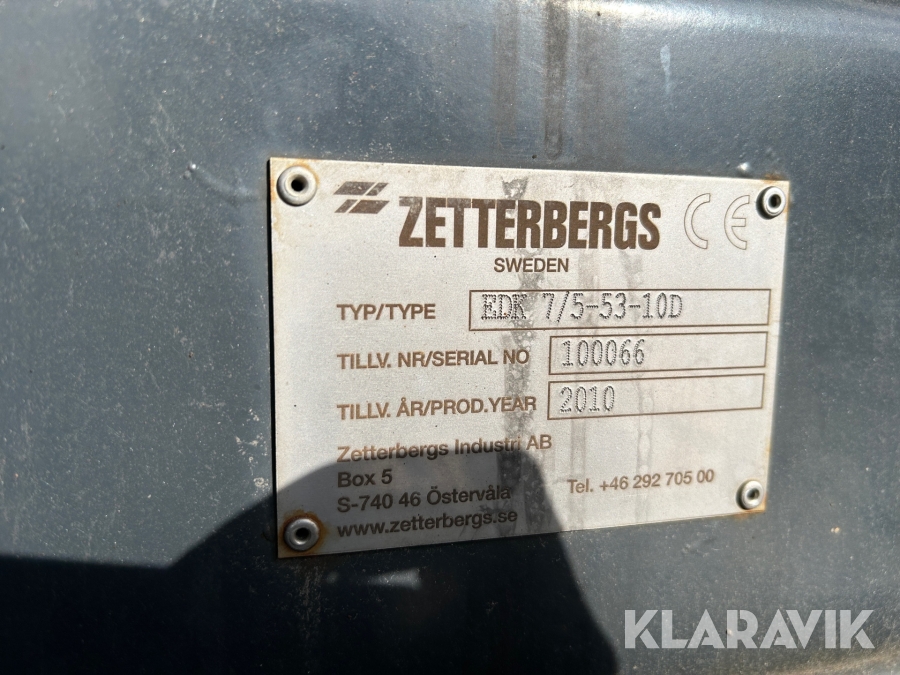 ZETTERBERGS CE
SWEDEN
TYP/TYPE EDK 7/5-53-10D
TILLV. NR/SERIAL NO 100066
TILLV. ÅR/PROD.YEAR 2010
Zetterbergs Industri AB
Box 5
S-740 46 Östervåla
www.zetterbergs.se
Tel. +46 292 705 00
KLARAVIK